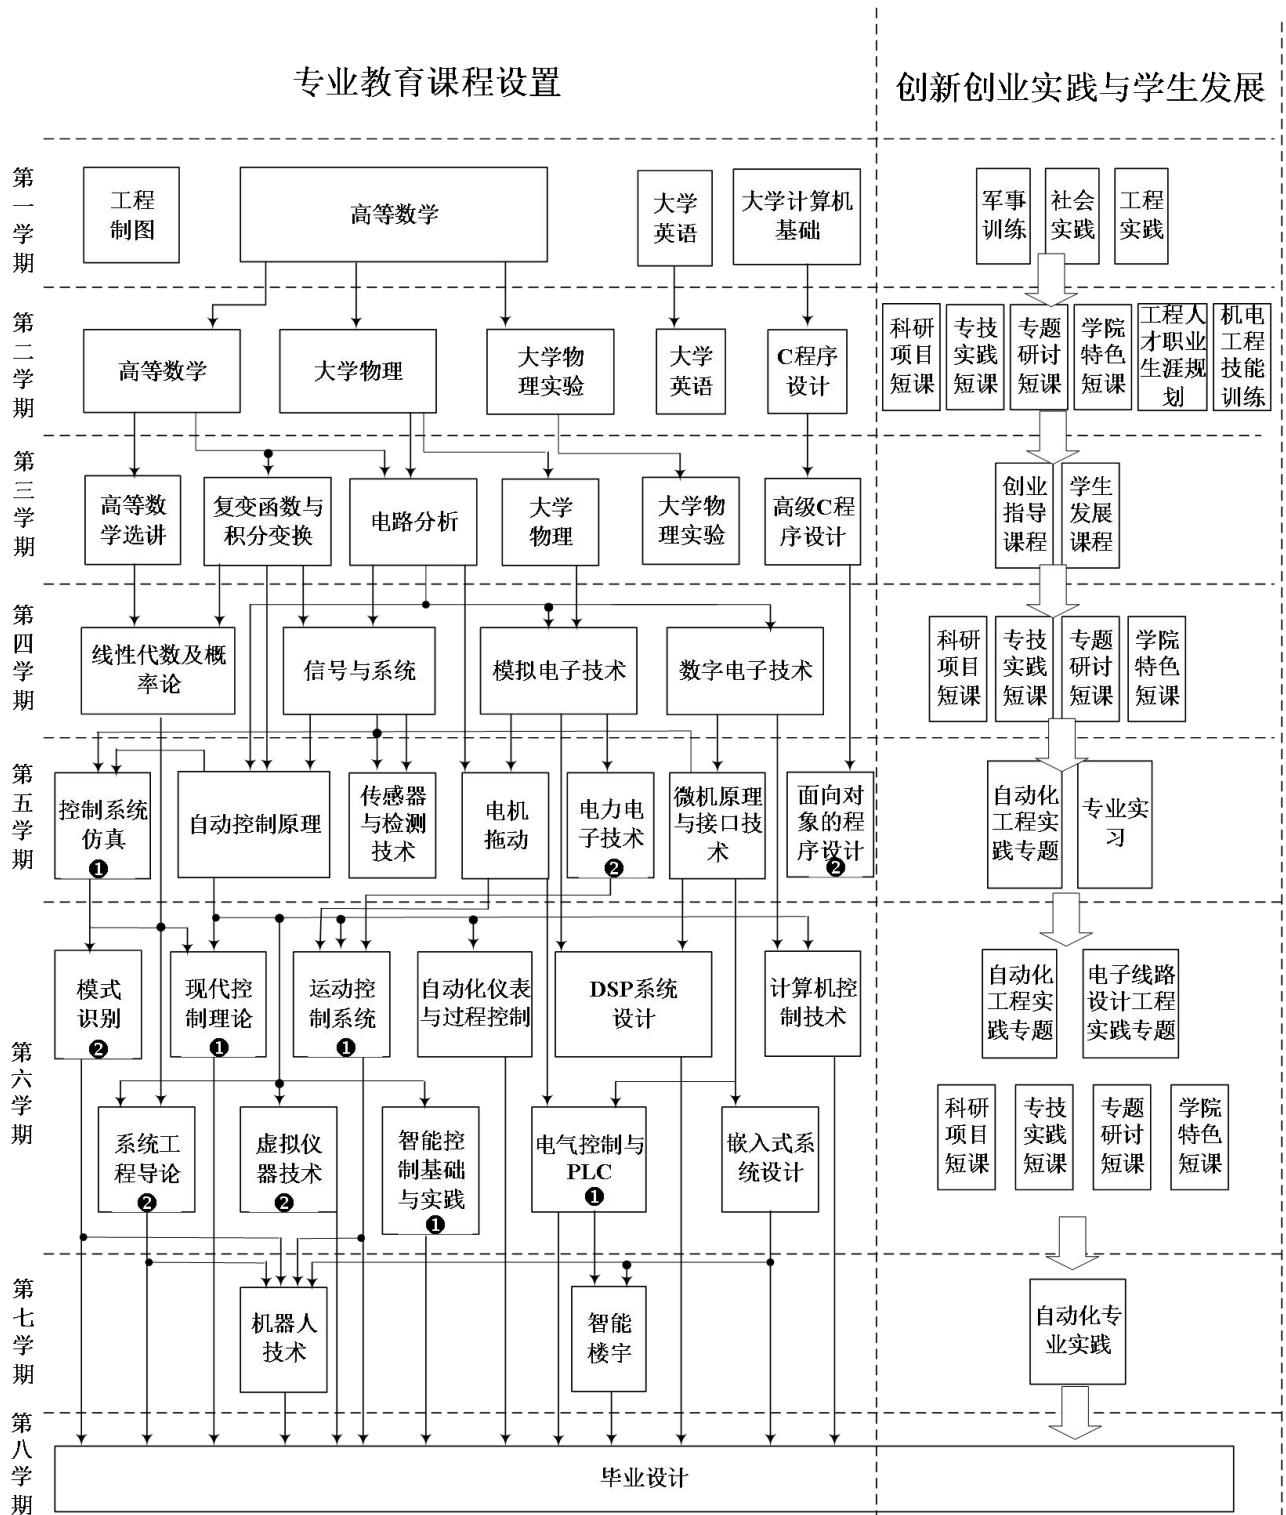 专业教育课程设置
创新创业实践与学生发展
第一学期
工程
制图
高等数学
大学
英语
大学计算机
基础
军事
训练
社会
实践
工程
实践
第二学期
高等数学
大学物理
大学物
理实验
大学
英语
C程序
设计
科研
项目
短课
专技
实践
短课
专题
研讨
短课
学院
特色
短课
工程人
才职业
生涯规
划
机电
工程
技能
训练
第三学期
高等数
学选讲
复变函数与
积分变换
电路分析
大学
物理
大学物
理实验
高级C程
序设计
创业
指导
课程
学生
发展
课程
第四学期
线性代数及概
率论
信号与系统
模拟电子技术
数字电子技术
科研
项目
短课
专技
实践
短课
专题
研讨
短课
学院
特色
短课
第五学期
控制系统
仿真
❶
自动控制原理
传感器
与检测
技术
电机
拖动
电力电
子技术
❷
微机原理
与接口技
术
面向对
象的程
序设计
❷
自动化
工程实
践专题
专业实
习
第六学期
模式
识别
❷
现代控
制理论
❶
运动控
制系统
❶
自动化仪表
与过程控制
DSP系统
设计
计算机控
制技术
自动化
工程实
践专题
电子线路
设计工程
实践专题
系统工
程导论
❷
虚拟仪
器技术
❷
智能控
制基础
与实践
❶
电气控制与
PLC
❶
嵌入式系
统设计
科研
项目
短课
专技
实践
短课
专题
研讨
短课
学院
特色
短课
第七学期
机器人
技术
智能
楼宇
自动化专
业实践
第八学期
毕业设计